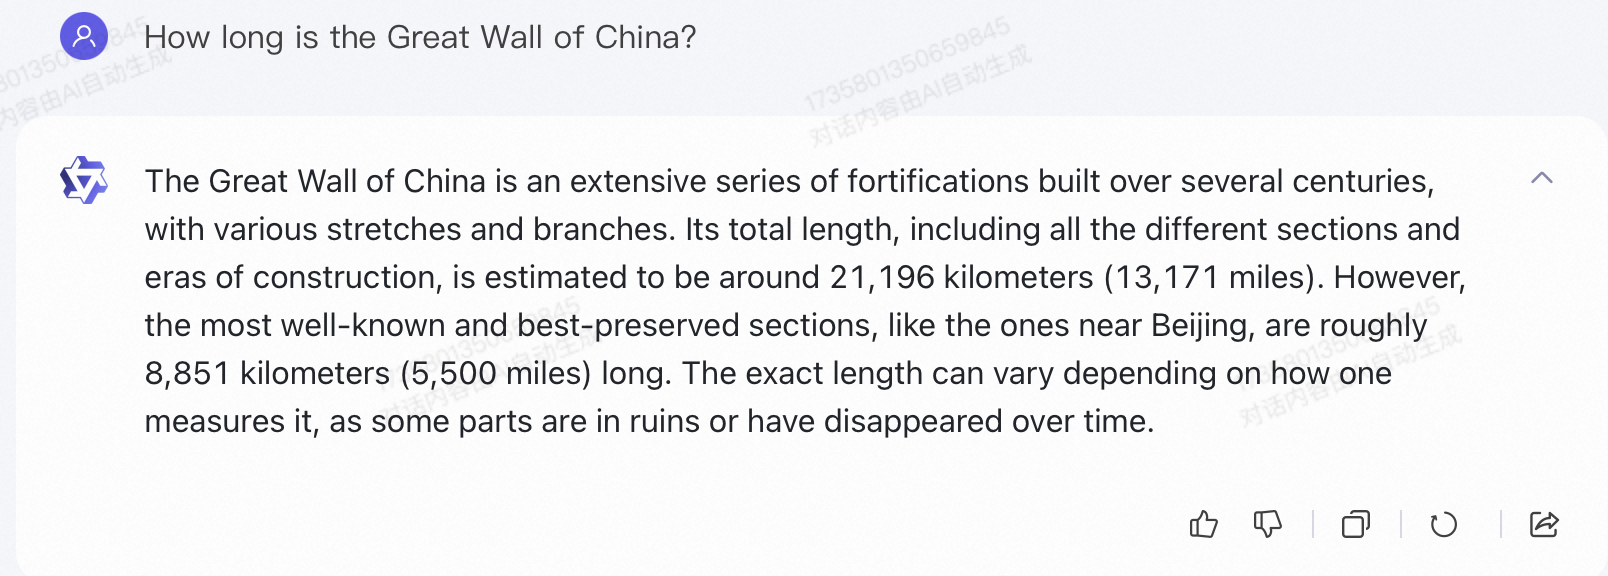 How long is the Great Wall of China?
1735801350659845
对话内容由AI自动生成
The Great Wall of China is an extensive series of fortifications built over several centuries,
with various stretches and branches. Its total length, including all the different sections and
eras of construction, is estimated to be around 21,196 kilometers (13,171 miles). However,
the most well-known and best-preserved sections, like the ones near Beijing, are roughly
8,851 kilometers (5,500 miles) long. The exact length can vary depending on how one
measures it, as some parts are in ruins or have disappeared over time.